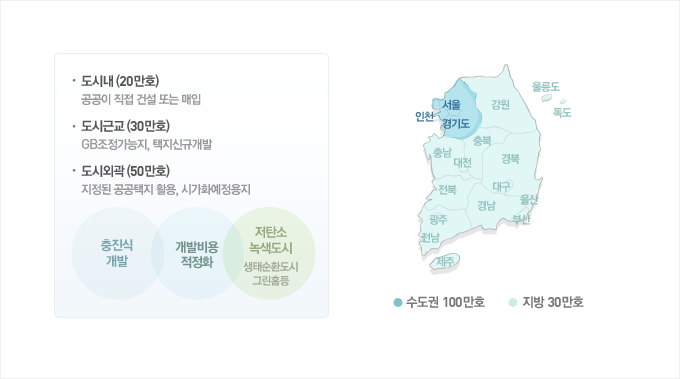 · 도시내 (20만호)
공공이 직접 건설 또는 매입
· 도시근교 (30만호)
GB조정가능지, 택지신규개발
· 도시외곽 (50만호)
지정된 공공택지 활용, 시가화예정용지
충진식
개발
개발비용
적정화
저탄소
녹색도시
생태순환도시
그린홈등
울릉도
독도
서울
강원
인천
경기도
충북
충남
대전
경북
전북
대구
울산
경남
광주
부산
전남
제주
수도권 100만호
지방 30만호